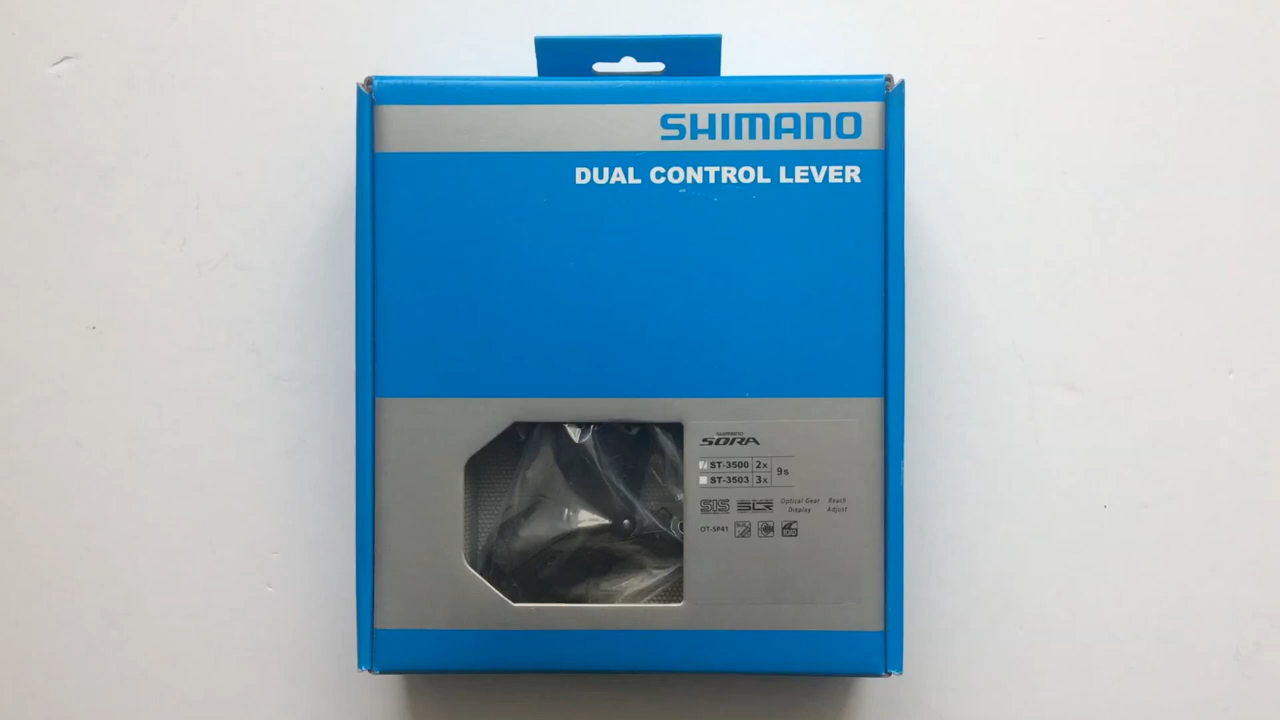 SHIMANO
DUAL CONTROL LEVER
SHIMANO
SORA
ST-3500 2x
9s
ST-3503 3x
SIS SLR Optical Gear Display Reach Adjust
OT-SP41